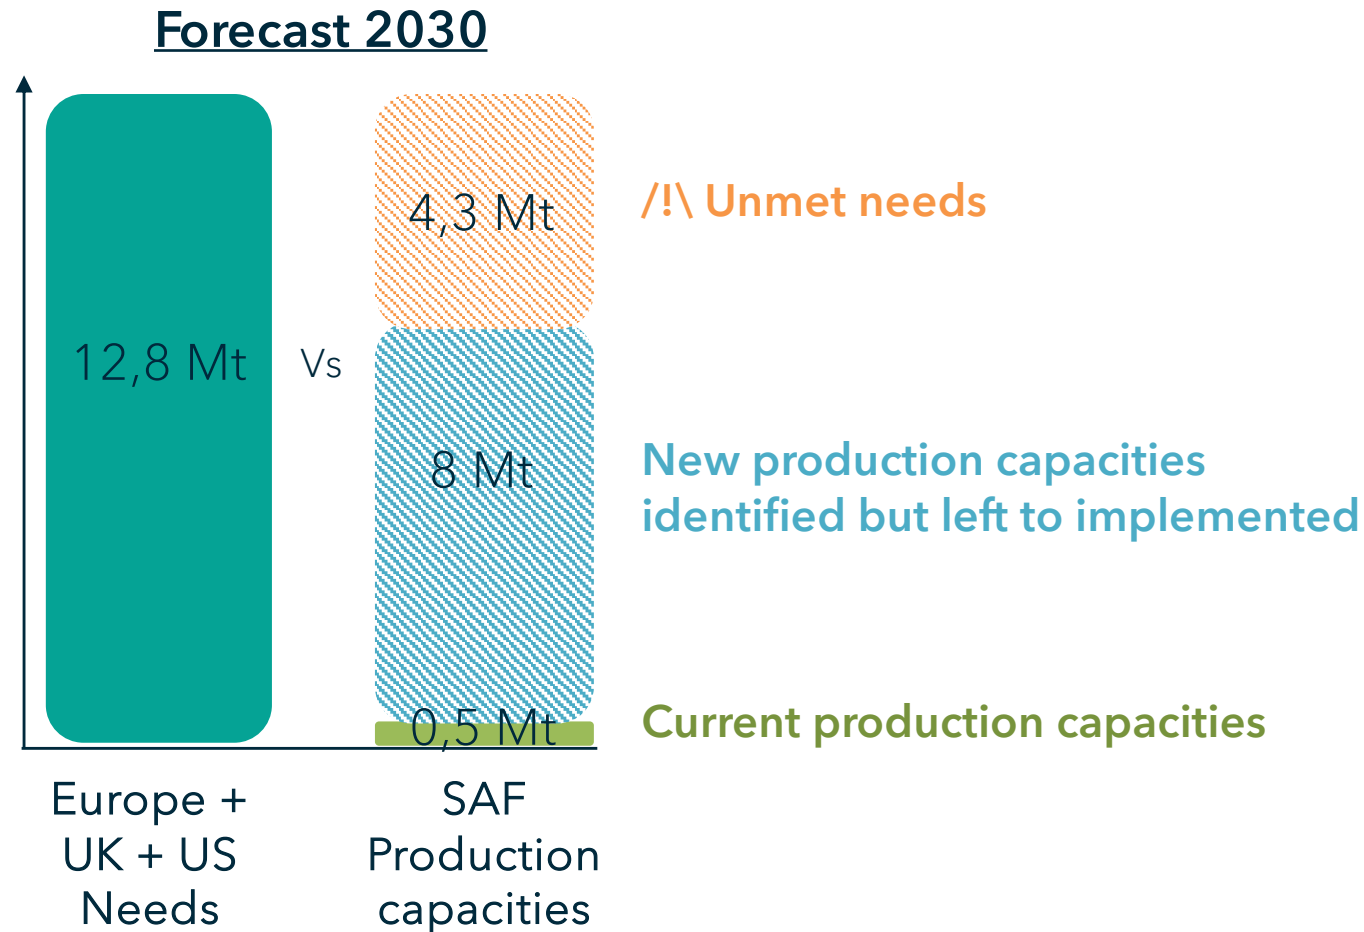 Forecast 2030
4,3 Mt
/!\ Unmet needs
12,8 Mt
Vs
8 Mt
New production capacities
identified but left to implemented
0,5 Mt
Current production capacities
Europe +
UK + US
Needs
SAF
Production
capacities